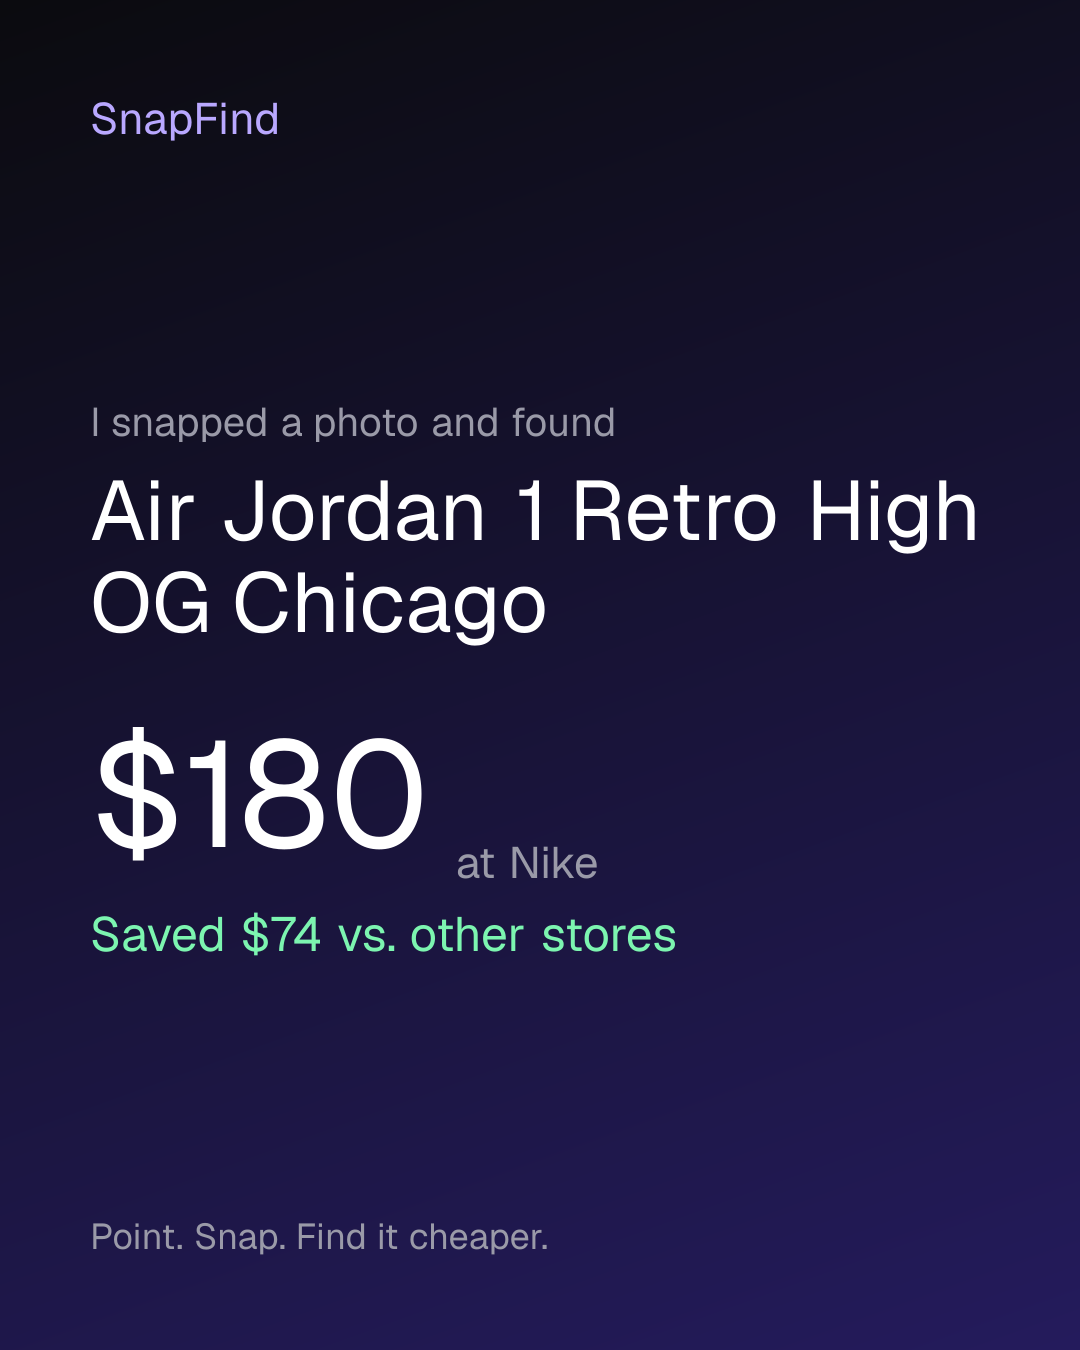 SnapFind
I snapped a photo and found
Air Jordan 1 Retro High
OG Chicago
$180 at Nike
Saved $74 vs. other stores
Point. Snap. Find it cheaper.